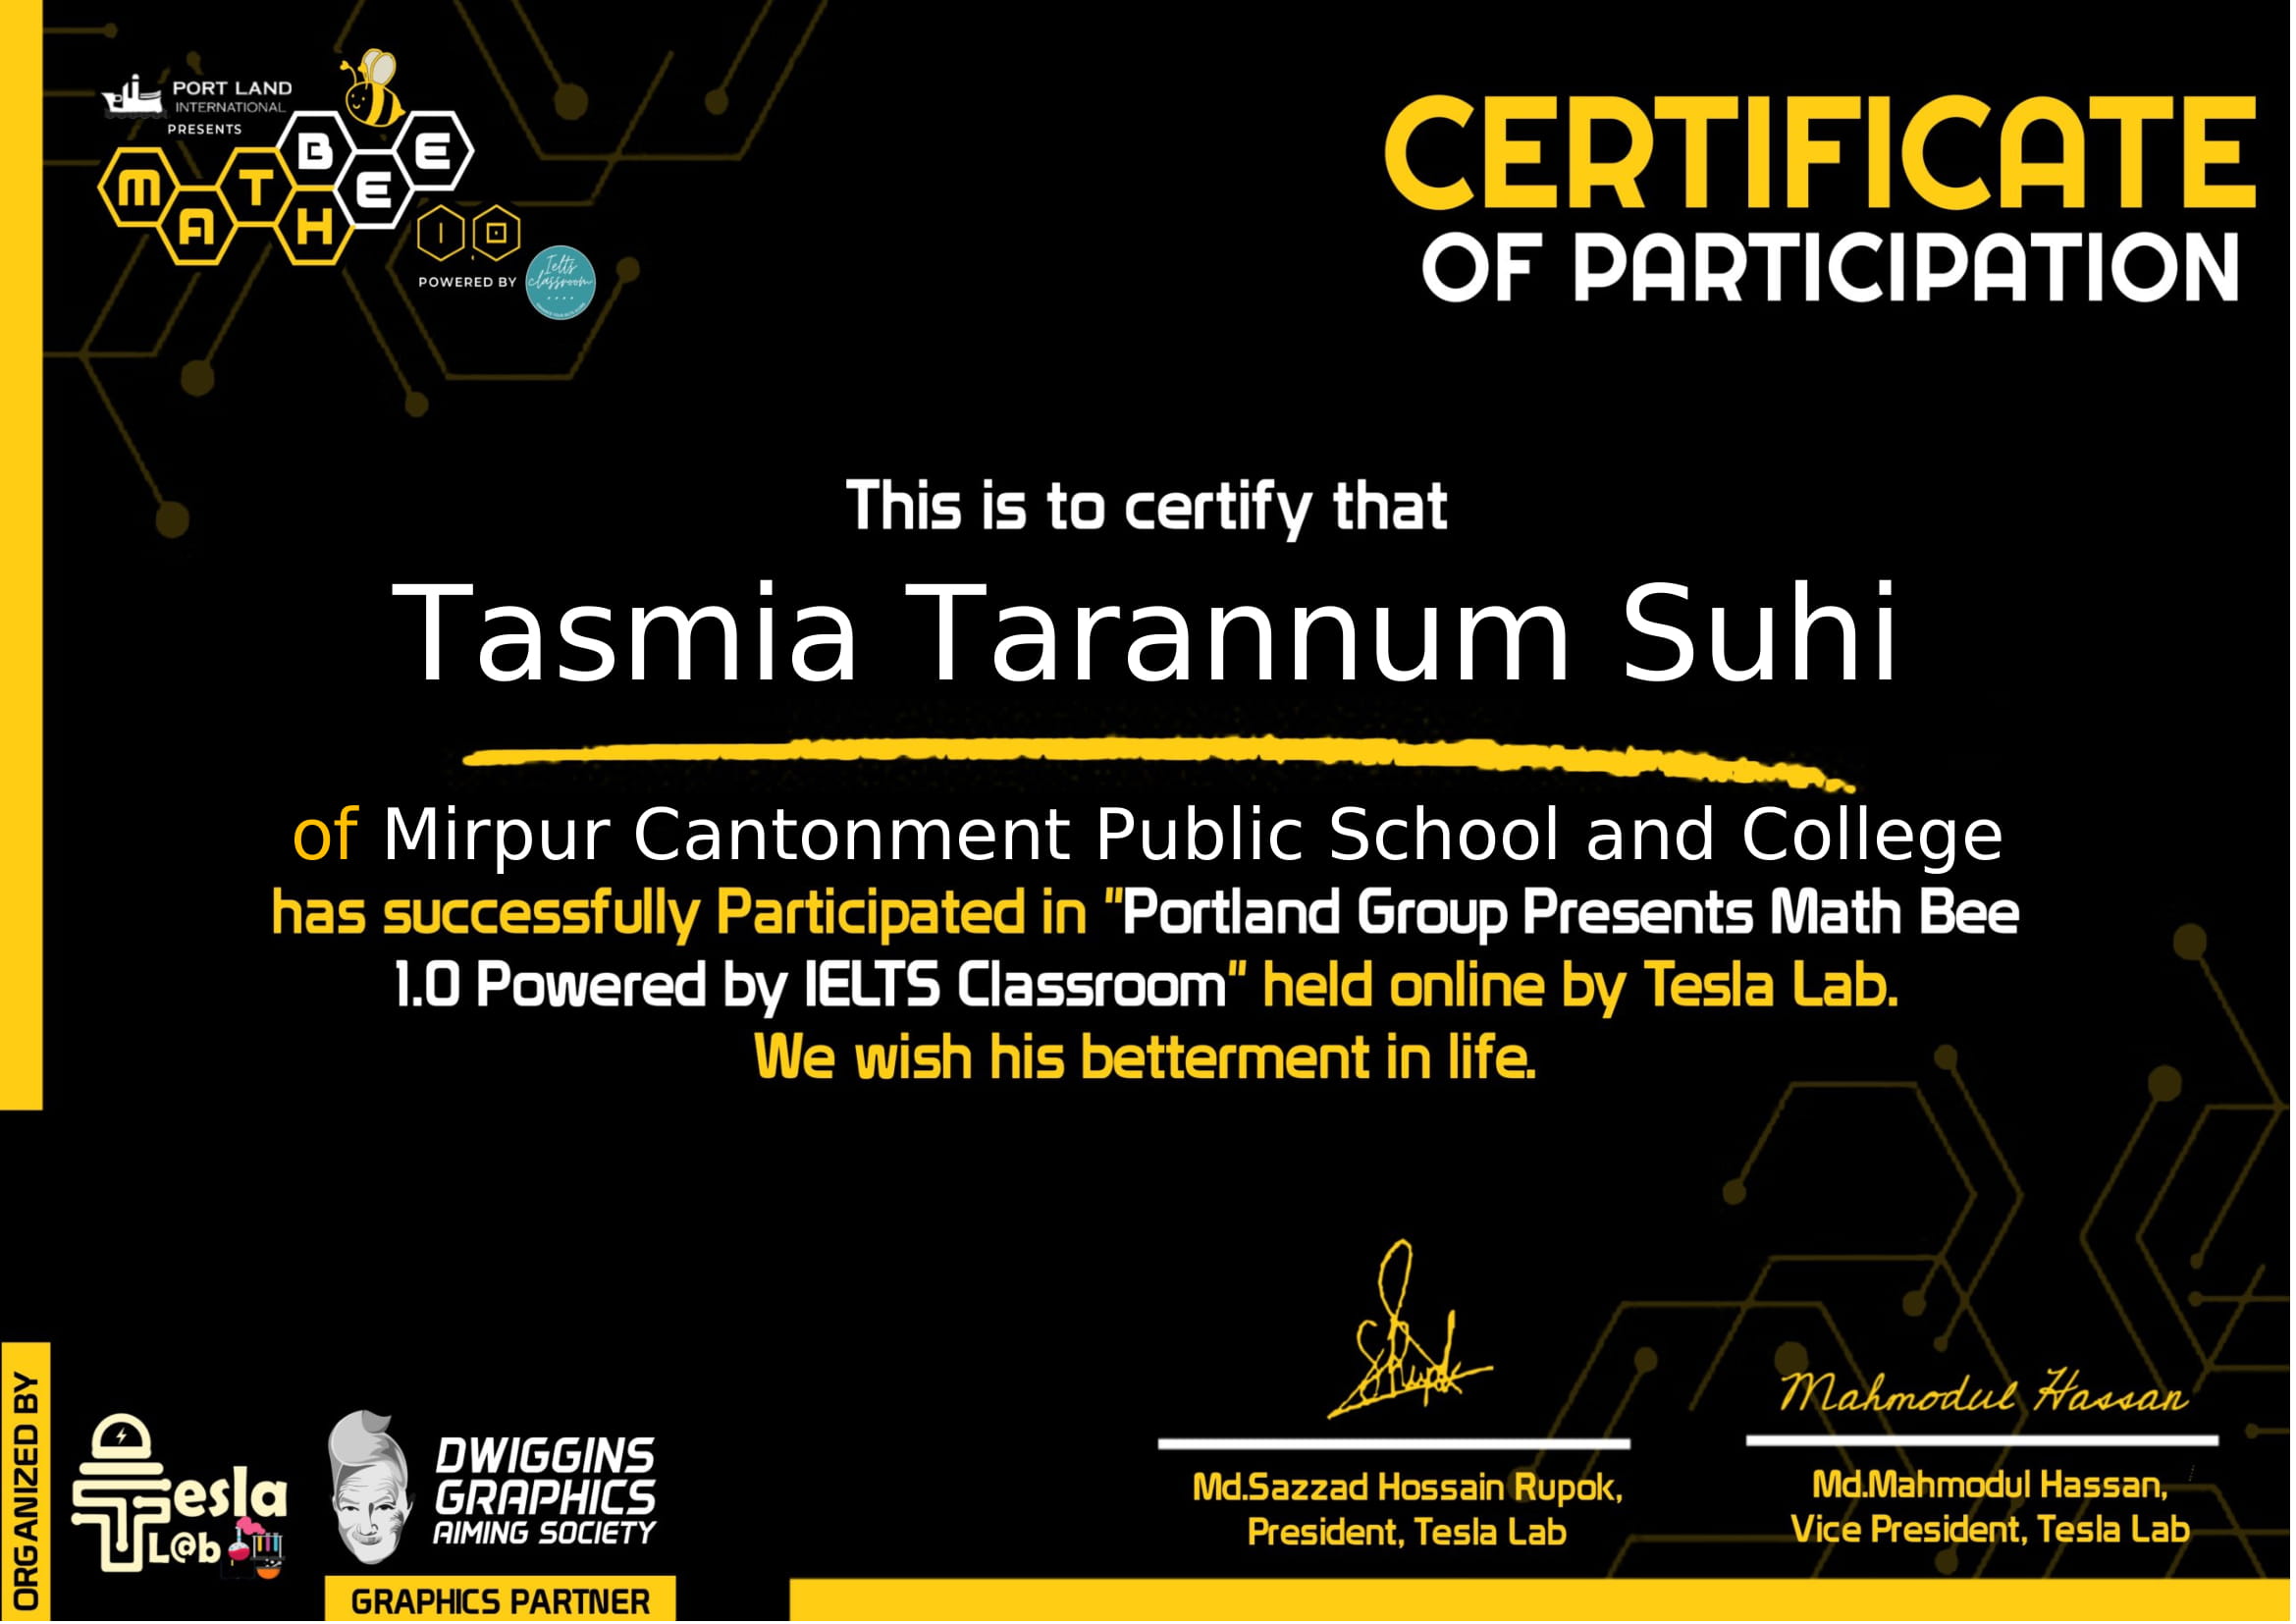 PORT LAND
INTERNATIONAL
PRESENTS
MATH BEE
1.0
POWERED BY
Ielts
classroom
CERTIFICATE
OF PARTICIPATION
This is to certify that
Tasmia Tarannum Suhi
of Mirpur Cantonment Public School and College
has successfully Participated in "Portland Group Presents Math Bee
1.0 Powered by IELTS Classroom" held online by Tesla Lab.
We wish his betterment in life.
ORGANIZED BY
Tesla
L@b
DWIGGINS
GRAPHICS
AIMING SOCIETY
GRAPHICS PARTNER
SRupok
Md.Sazzad Hossain Rupok,
President, Tesla Lab
Mahmodul Hassan
Md.Mahmodul Hassan,
Vice President, Tesla Lab